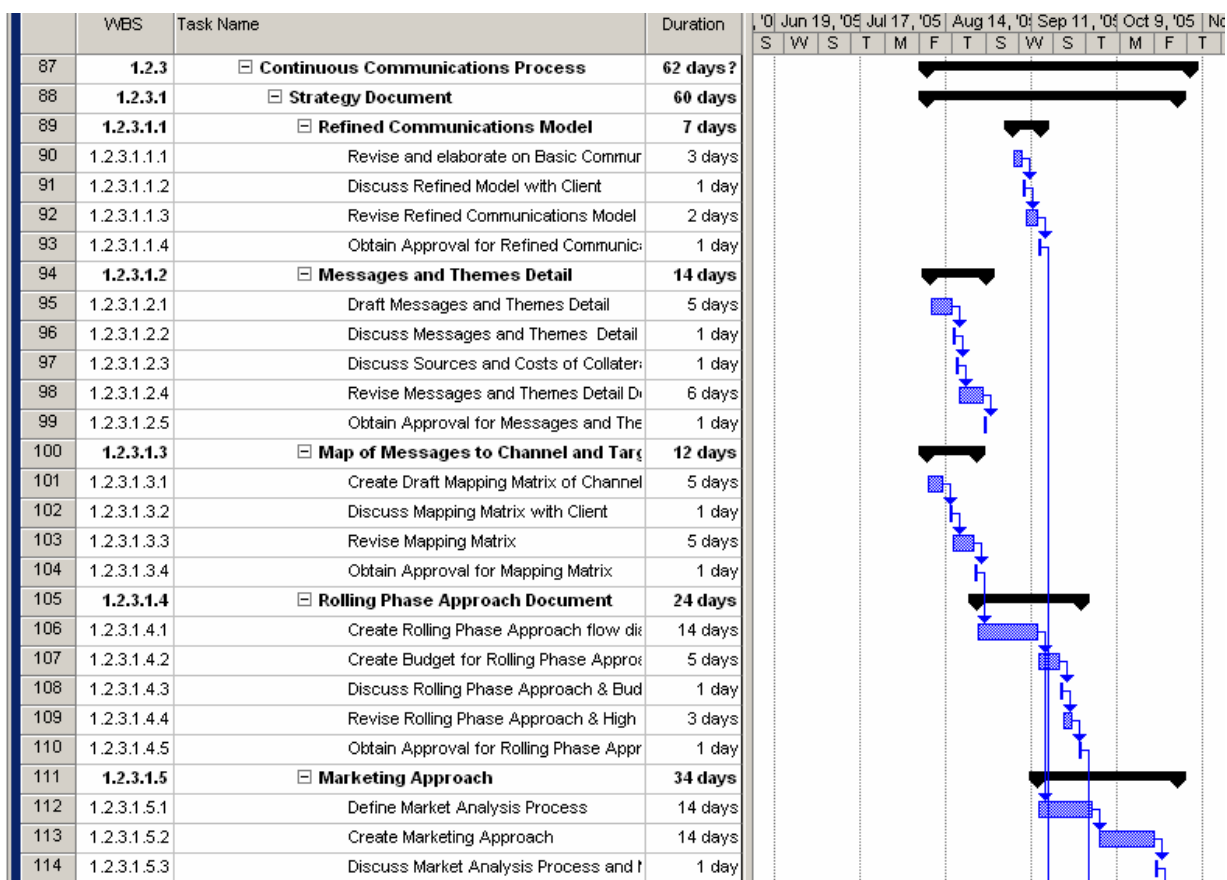 WBS Task Name Duration , '0 Jun 19, '05 Jul 17, '05 Aug 14, '0 Sep 11, '05 Oct 9, '05 No
S W S T M F T S W S T M F T
87 1.2.3 Continuous Communications Process 62 days?
88 1.2.3.1 Strategy Document 60 days
89 1.2.3.1.1 Refined Communications Model 7 days
90 1.2.3.1.1.1 Revise and elaborate on Basic Commur 3 days
91 1.2.3.1.1.2 Discuss Refined Model with Client 1 day
92 1.2.3.1.1.3 Revise Refined Communications Model 2 days
93 1.2.3.1.1.4 Obtain Approval for Refined Communic 1 day
94 1.2.3.1.2 Messages and Themes Detail 14 days
95 1.2.3.1.2.1 Draft Messages and Themes Detail 5 days
96 1.2.3.1.2.2 Discuss Messages and Themes Detail 1 day
97 1.2.3.1.2.3 Discuss Sources and Costs of Collater 1 day
98 1.2.3.1.2.4 Revise Messages and Themes Detail D 6 days
99 1.2.3.1.2.5 Obtain Approval for Messages and The 1 day
100 1.2.3.1.3 Map of Messages to Channel and Targ 12 days
101 1.2.3.1.3.1 Create Draft Mapping Matrix of Channel 5 days
102 1.2.3.1.3.2 Discuss Mapping Matrix with Client 1 day
103 1.2.3.1.3.3 Revise Mapping Matrix 5 days
104 1.2.3.1.3.4 Obtain Approval for Mapping Matrix 1 day
105 1.2.3.1.4 Rolling Phase Approach Document 24 days
106 1.2.3.1.4.1 Create Rolling Phase Approach flow dia 14 days
107 1.2.3.1.4.2 Create Budget for Rolling Phase Approa 5 days
108 1.2.3.1.4.3 Discuss Rolling Phase Approach & Bud 1 day
109 1.2.3.1.4.4 Revise Rolling Phase Approach & High 3 days
110 1.2.3.1.4.5 Obtain Approval for Rolling Phase Appr 1 day
111 1.2.3.1.5 Marketing Approach 34 days
112 1.2.3.1.5.1 Define Market Analysis Process 14 days
113 1.2.3.1.5.2 Create Marketing Approach 14 days
114 1.2.3.1.5.3 Discuss Market Analysis Process and 1 day